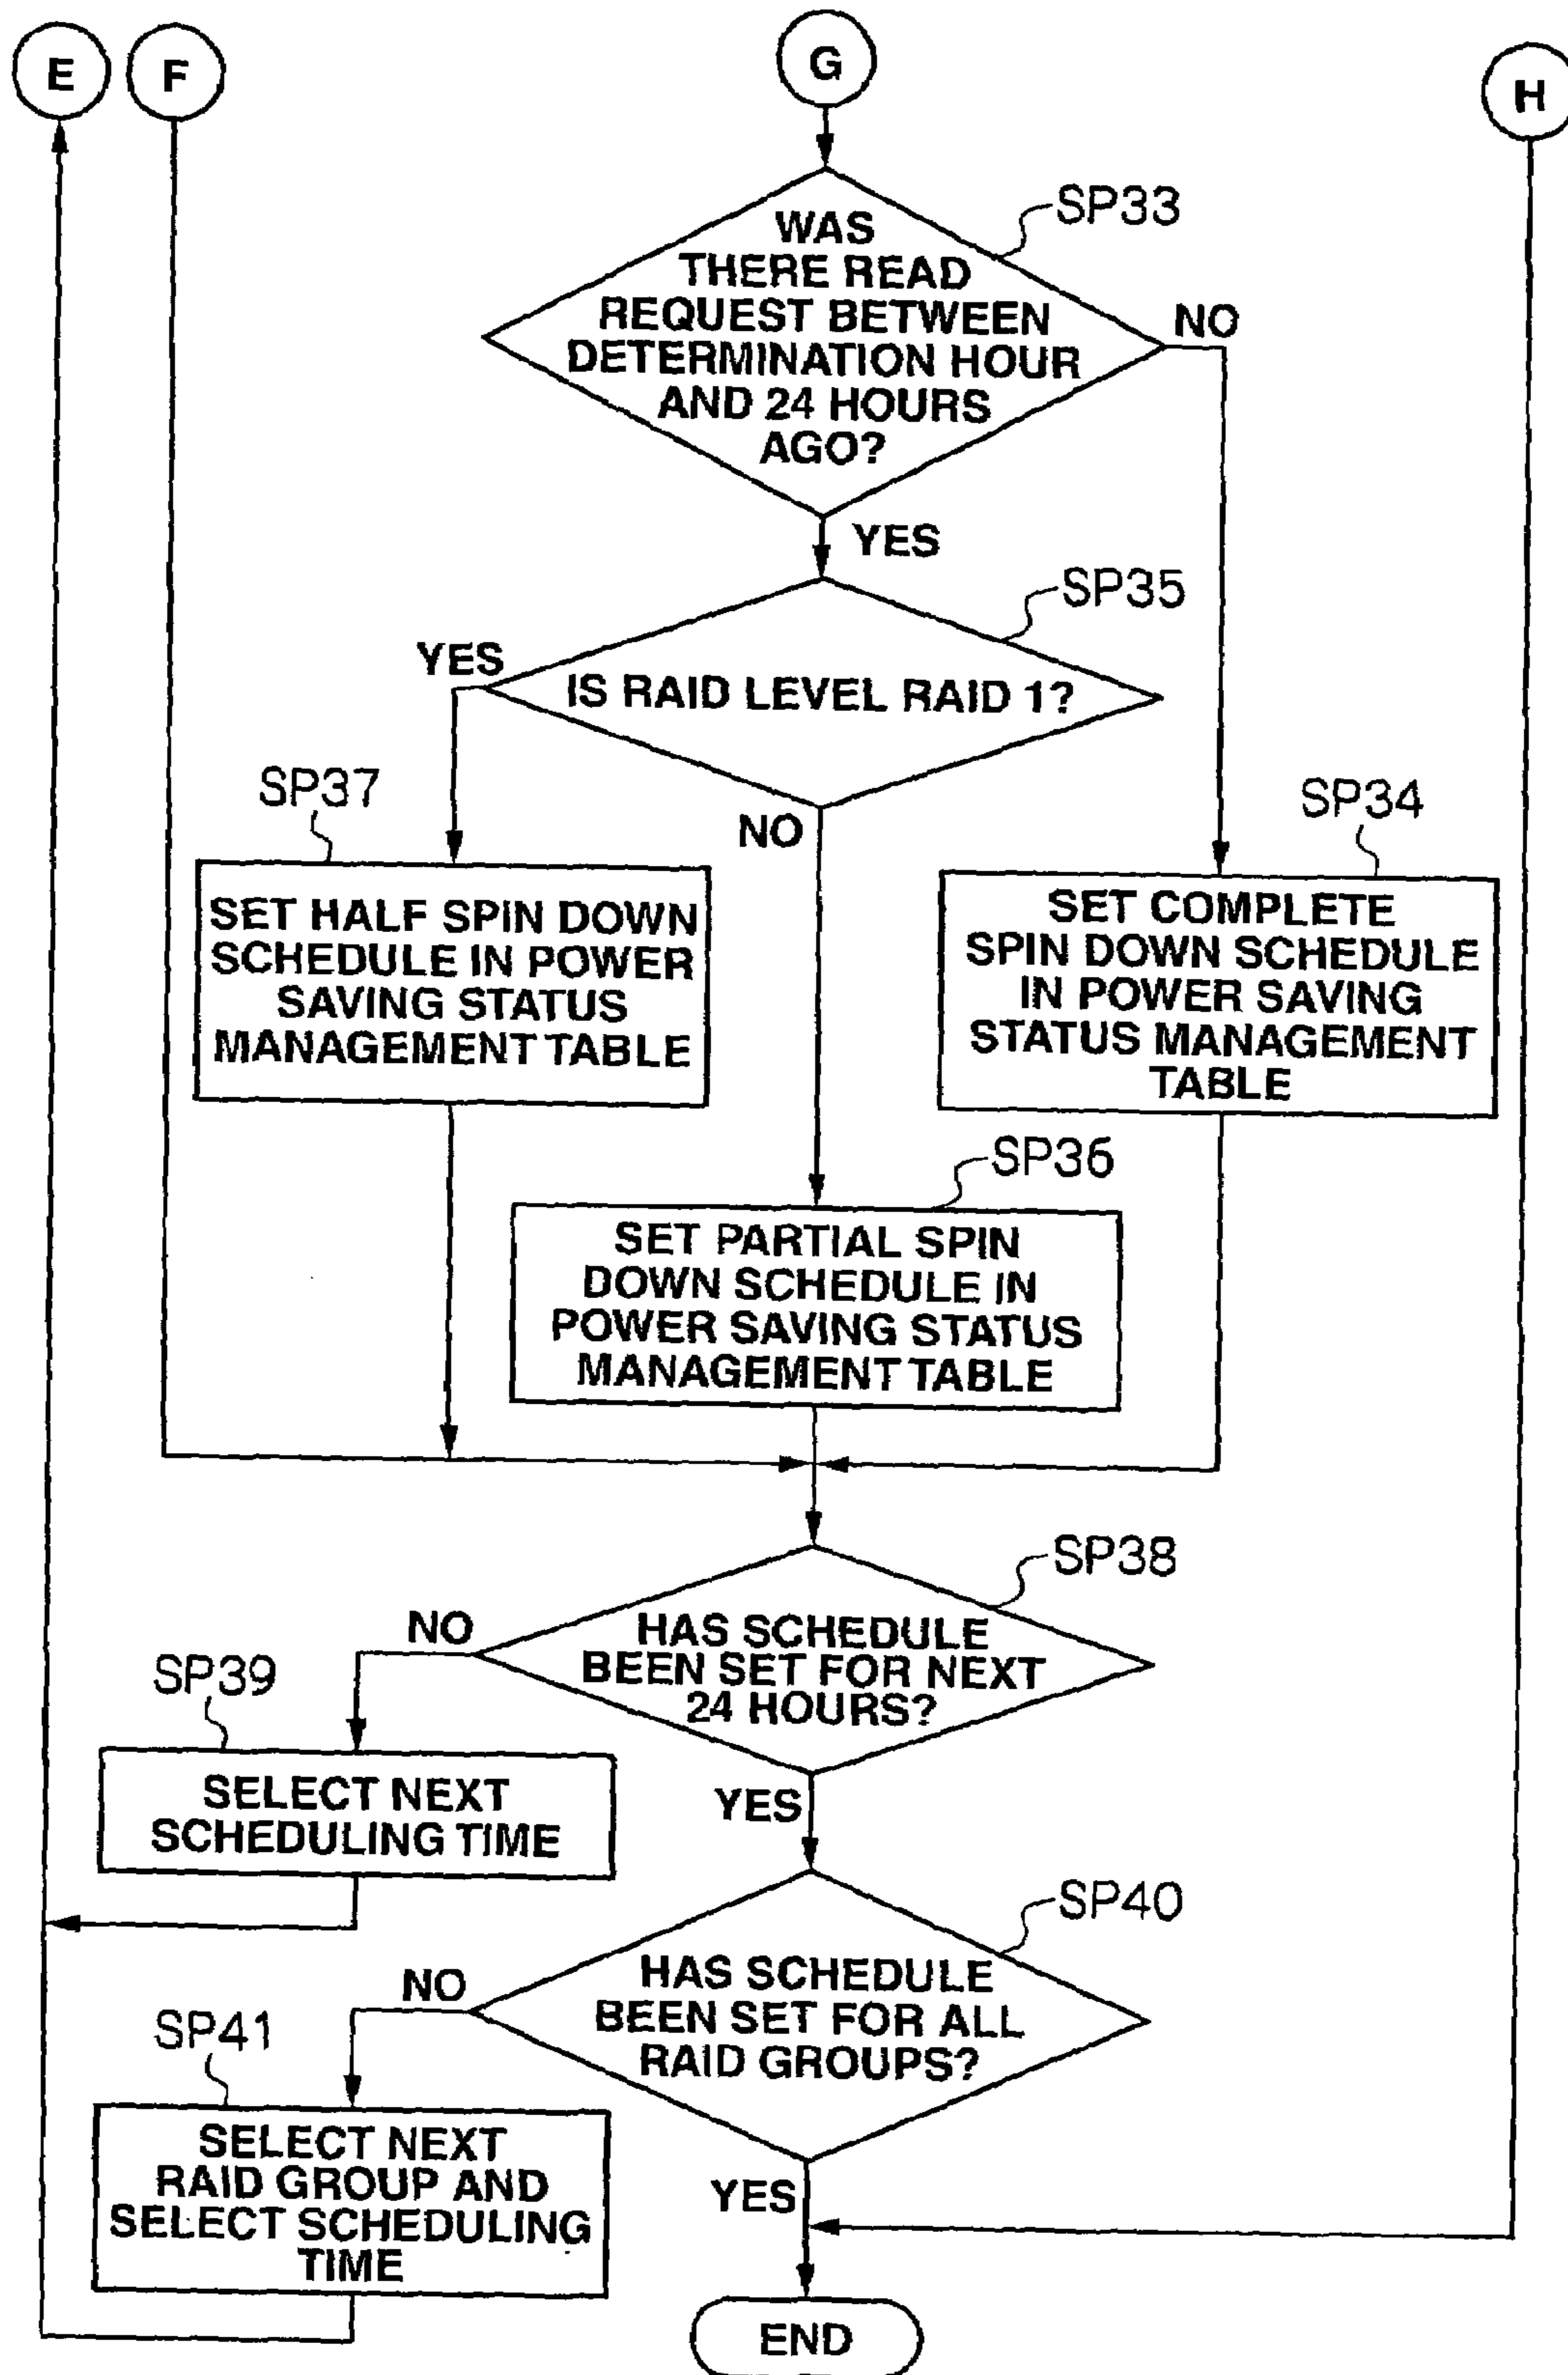 E
F
G
H
SP33
WAS
THERE READ
REQUEST BETWEEN
DETERMINATION HOUR
AND 24 HOURS
AGO?
NO
YES
SP35
YES
IS RAID LEVEL RAID 1?
NO
SP37
SET HALF SPIN DOWN
SCHEDULE IN POWER
SAVING STATUS
MANAGEMENT TABLE
SP34
SET COMPLETE
SPIN DOWN SCHEDULE
IN POWER SAVING
STATUS MANAGEMENT
TABLE
SP36
SET PARTIAL SPIN
DOWN SCHEDULE IN
POWER SAVING STATUS
MANAGEMENT TABLE
SP38
NO
HAS SCHEDULE
BEEN SET FOR NEXT
24 HOURS?
SP39
SELECT NEXT
SCHEDULING TIME
YES
SP40
NO
HAS SCHEDULE
BEEN SET FOR ALL
RAID GROUPS?
SP41
SELECT NEXT
RAID GROUP AND
SELECT SCHEDULING
TIME
YES
END